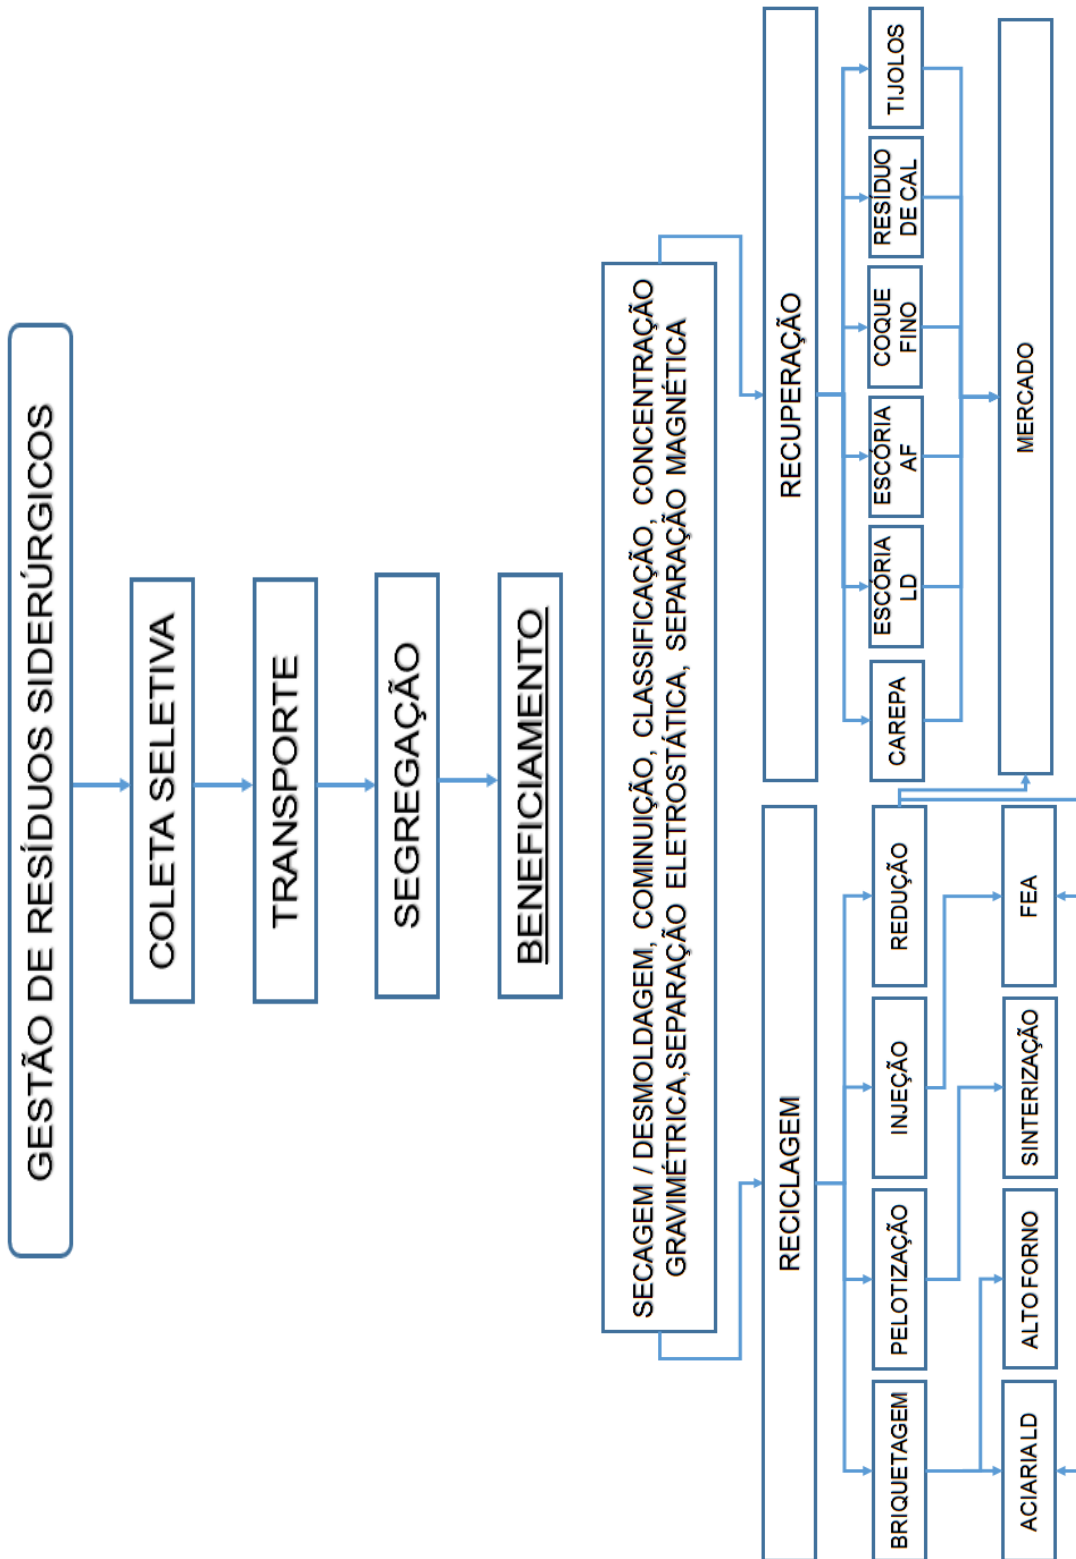 GESTÃO DE RESÍDUOS SIDERÚRGICOS
COLETA SELETIVA
TRANSPORTE
SEGREGAÇÃO
BENEFICIAMENTO
SECAGEM / DESMOLDAGEM, COMINUIÇÃO, CLASSIFICAÇÃO, CONCENTRAÇÃO
GRAVIMÉTRICA,SEPARAÇÃO ELETROSTÁTICA, SEPARAÇÃO MAGNÉTICA
RECICLAGEM
RECUPERAÇÃO
BRIQUETAGEM
PELOTIZAÇÃO
INJEÇÃO
REDUÇÃO
CAREPA
ESCÓRIA
LD
ESCÓRIA
AF
COQUE
FINO
RESÍDUO
DE CAL
TIJOLOS
ACIARIA LD
ALTO FORNO
SINTERIZAÇÃO
FEA
MERCADO